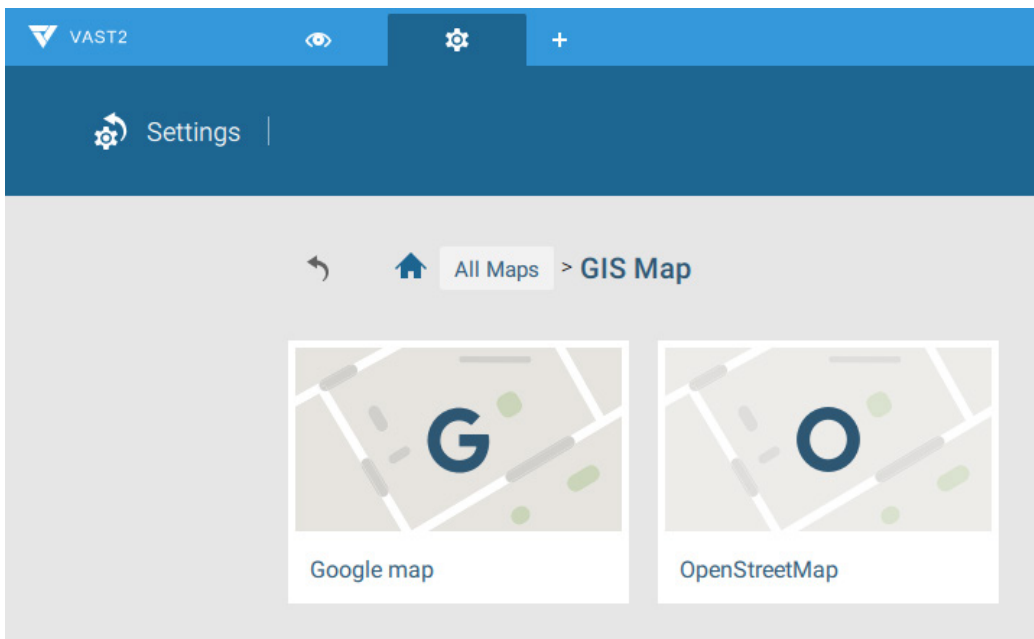 VAST2
Settings
All Maps > GIS Map
G
O
Google map
OpenStreetMap